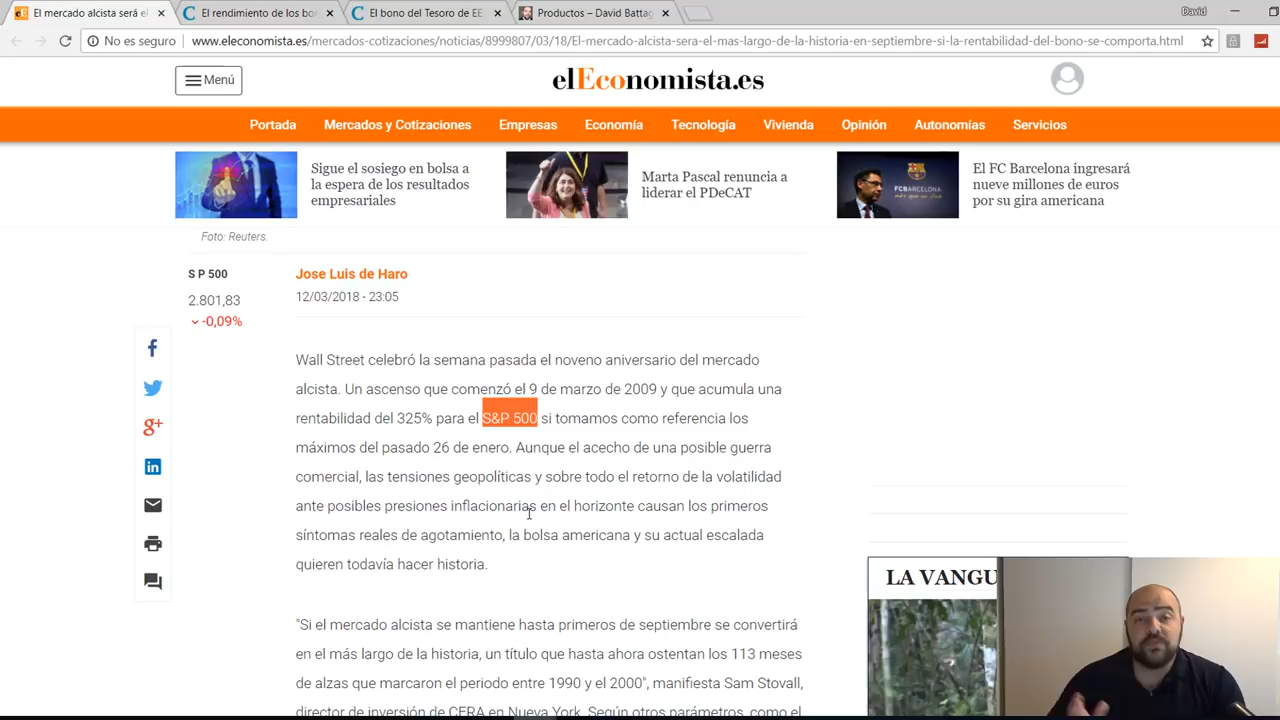 El mercado alcista será el
El rendimiento de los bo
El bono del Tesoro de EE
Productos – David Battag
David
No es seguro
www.eleconomista.es/mercados-cotizaciones/noticias/8999807/03/18/El-mercado-alcista-sera-el-mas-largo-de-la-historia-en-septiembre-si-la-rentabilidad-del-bono-se-comporta.html
Menú
elEconomista.es
Portada
Mercados y Cotizaciones
Empresas
Economía
Tecnología
Vivienda
Opinión
Autonomías
Servicios
Sigue el sosiego en bolsa a
la espera de los resultados
empresariales
Marta Pascal renuncia a
liderar el PDeCAT
FCBARCELONA
El FC Barcelona ingresará
nueve millones de euros
por su gira americana
Foto: Reuters.
S P 500
2.801,83
-0,09%
Jose Luis de Haro
12/03/2018 - 23:05
Wall Street celebró la semana pasada el noveno aniversario del mercado
alcista. Un ascenso que comenzó el 9 de marzo de 2009 y que acumula una
rentabilidad del 325% para el S&P 500 si tomamos como referencia los
máximos del pasado 26 de enero. Aunque el acecho de una posible guerra
comercial, las tensiones geopolíticas y sobre todo el retorno de la volatilidad
ante posibles presiones inflacionarias en el horizonte causan los primeros
síntomas reales de agotamiento, la bolsa americana y su actual escalada
quieren todavía hacer historia.
"Si el mercado alcista se mantiene hasta primeros de septiembre se convertirá
en el más largo de la historia, un título que hasta ahora ostentan los 113 meses
de alzas que marcaron el periodo entre 1990 y el 2000", manifiesta Sam Stovall,
director de inversión de CFRA en Nueva York. Según otros parámetros, como el
LA VANGU